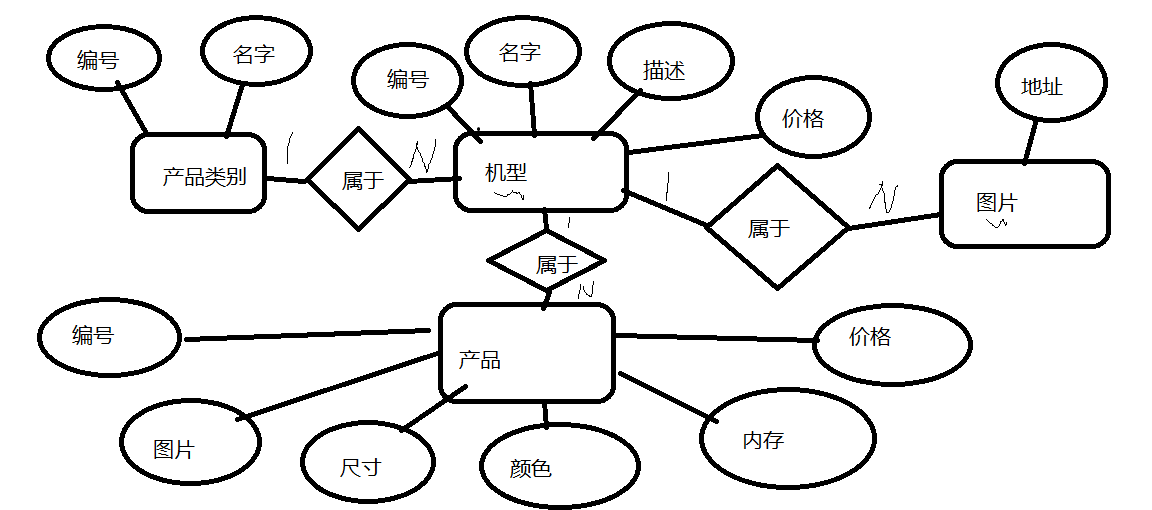 编号
名字
编号
名字
描述
价格
地址
产品类别
1
属于
N
机型
1
属于
N
图片
1
属于
N
产品
编号
图片
尺寸
颜色
内存
价格